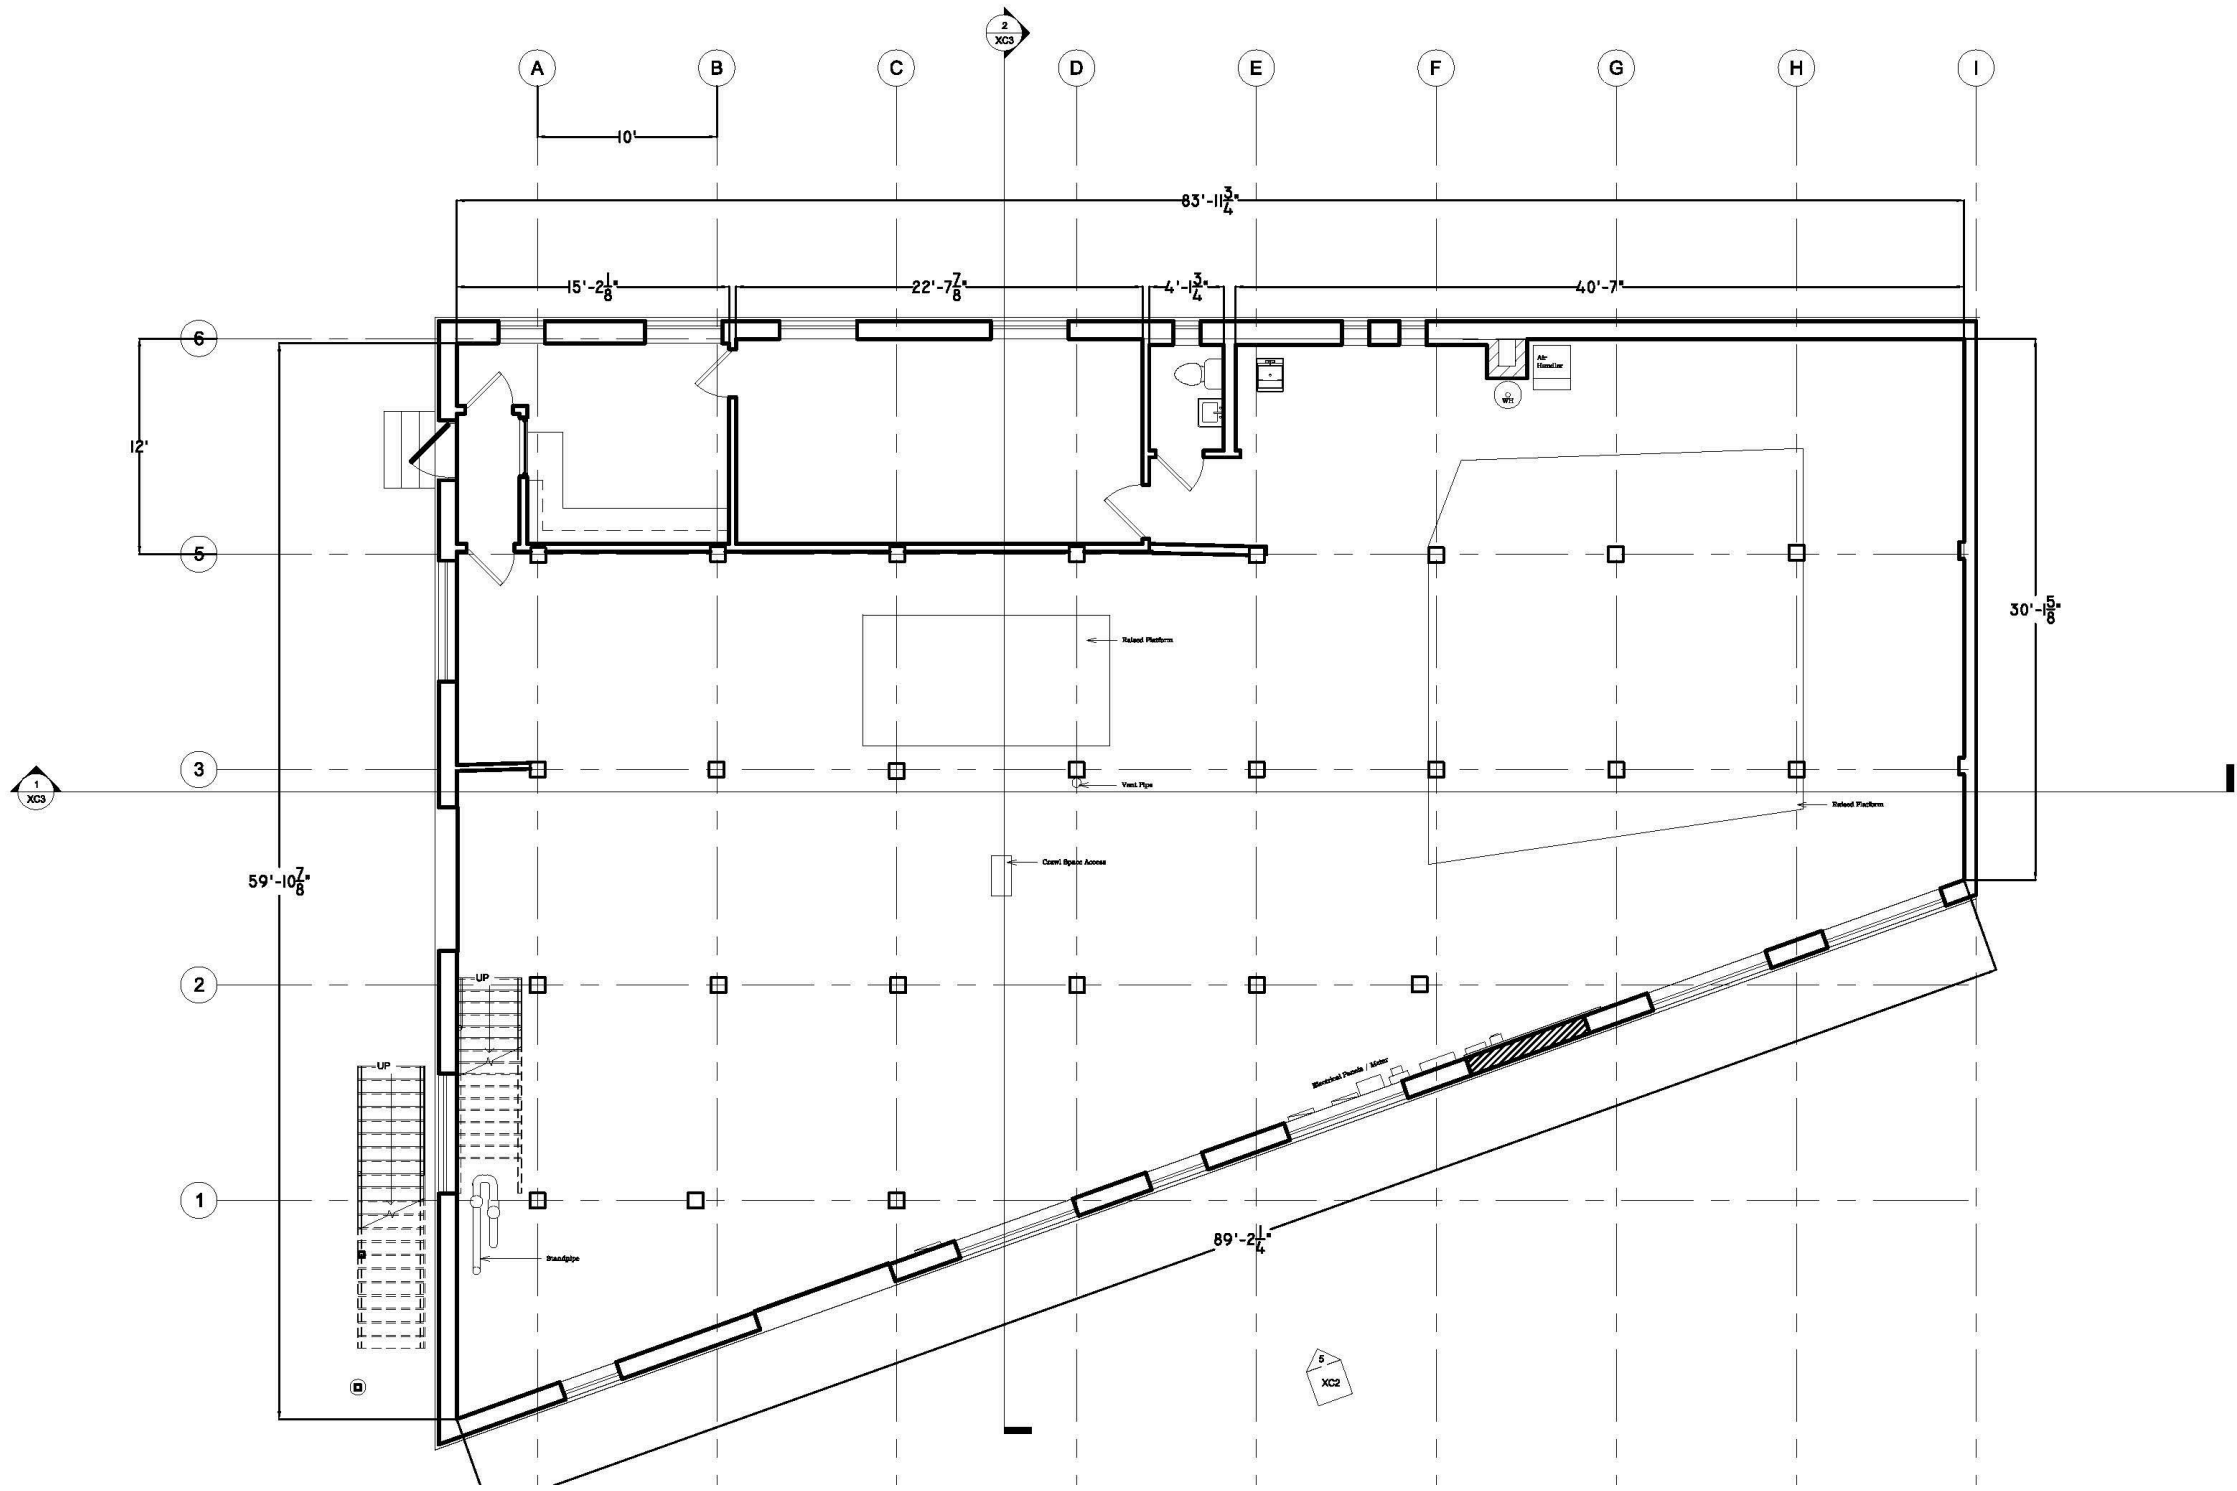 2
XC3
A B C D E F G H I
10'
83'-11 3/4"
15'-2 1/8" 22'-7 7/8" 4'-1 3/4" 40'-7"
6
Air
Handler
WH
12'
5
30'-1 5/8"
Raised Platform
3
1
XC3
Vent Pipe
Raised Platform
Crawl Space Access
59'-10 7/8"
UP
2
UP
Electrical Panels / Meter
1
Standpipe
89'-2 1/4"
5
XC2